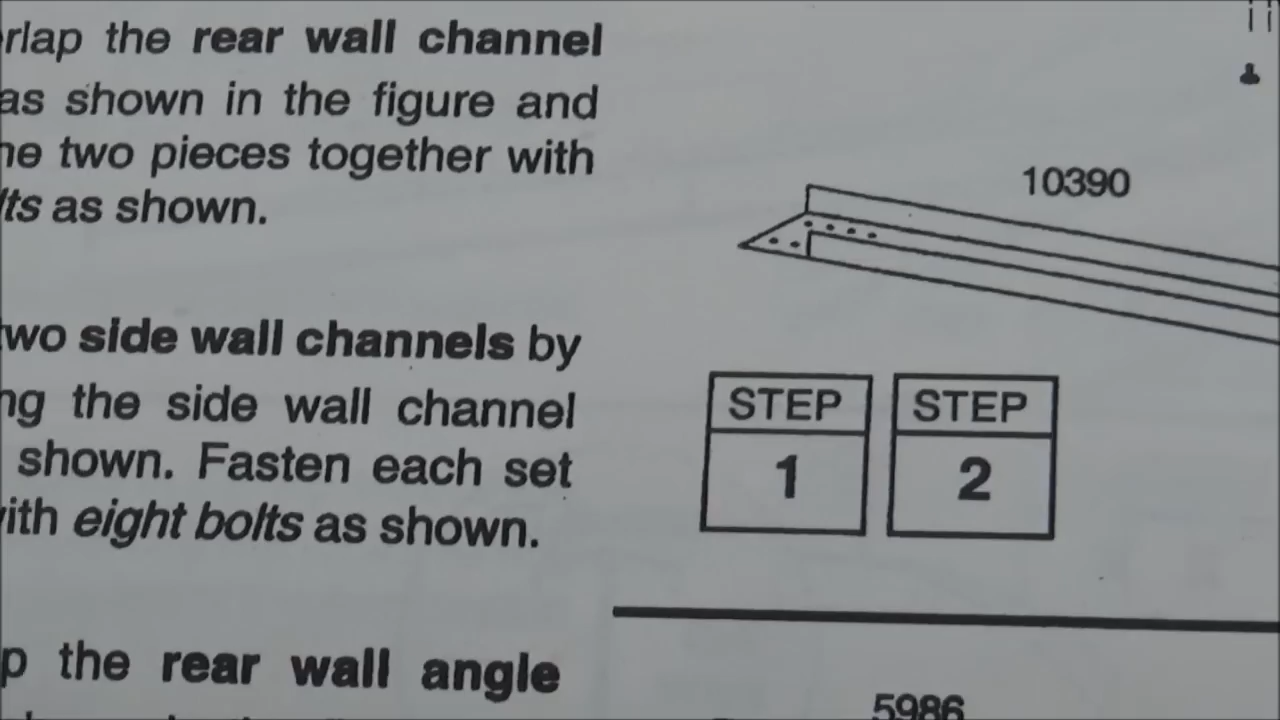 rlap the rear wall channel
as shown in the figure and
he two pieces together with
lts as shown.
two side wall channels by
ng the side wall channel
shown. Fasten each set
with eight bolts as shown.
p the rear wall angle
10390
STEP
1
STEP
2
5986